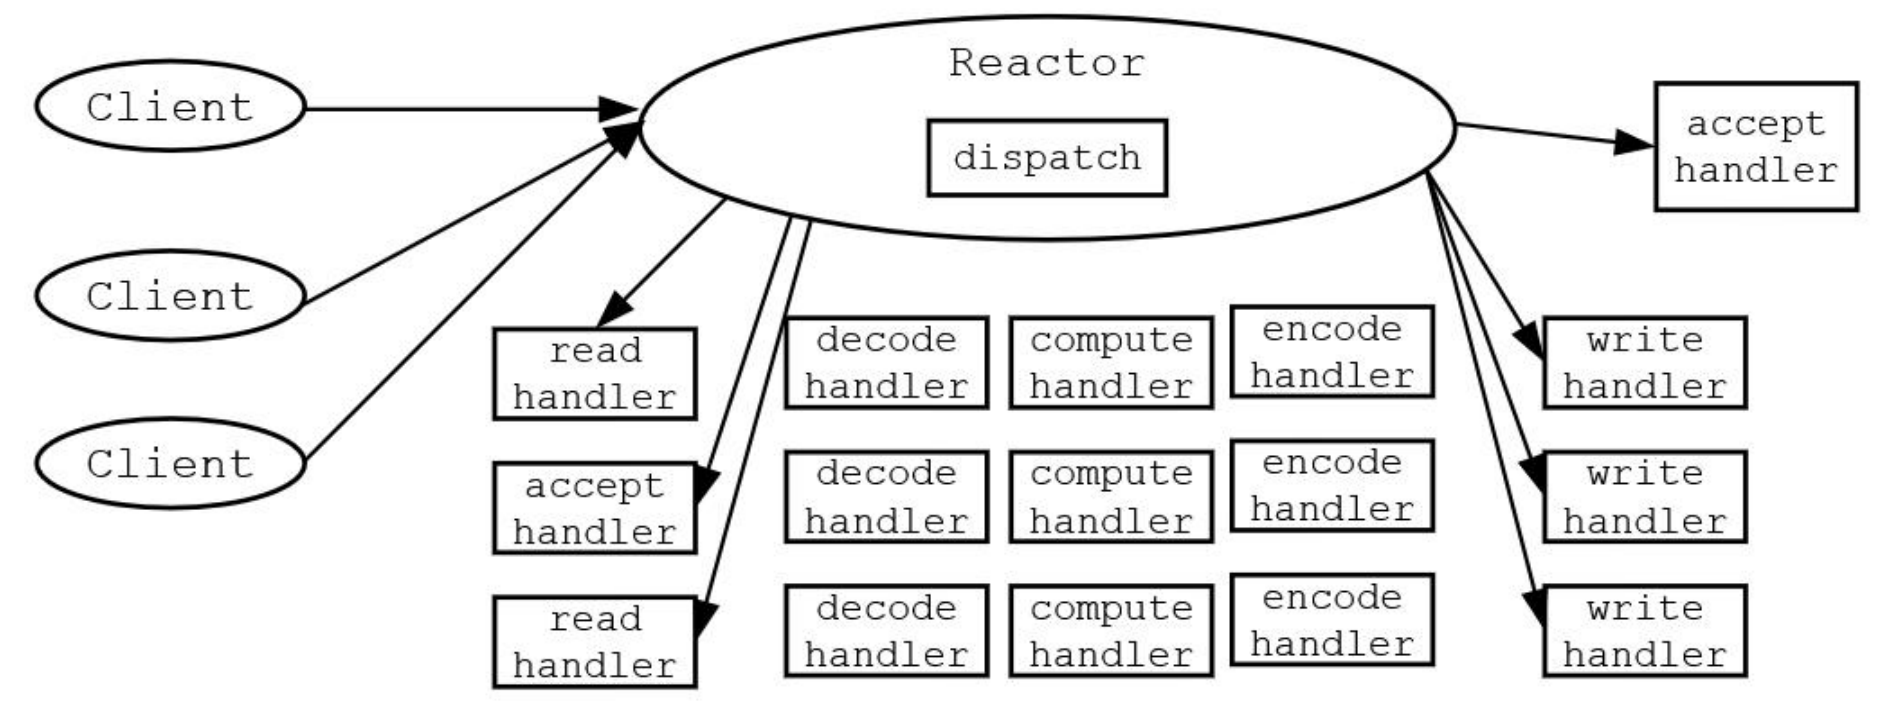 Reactor
Client
dispatch
accept
handler
Client
Client
read
handler
decode
handler
compute
handler
encode
handler
write
handler
accept
handler
decode
handler
compute
handler
encode
handler
write
handler
read
handler
decode
handler
compute
handler
encode
handler
write
handler